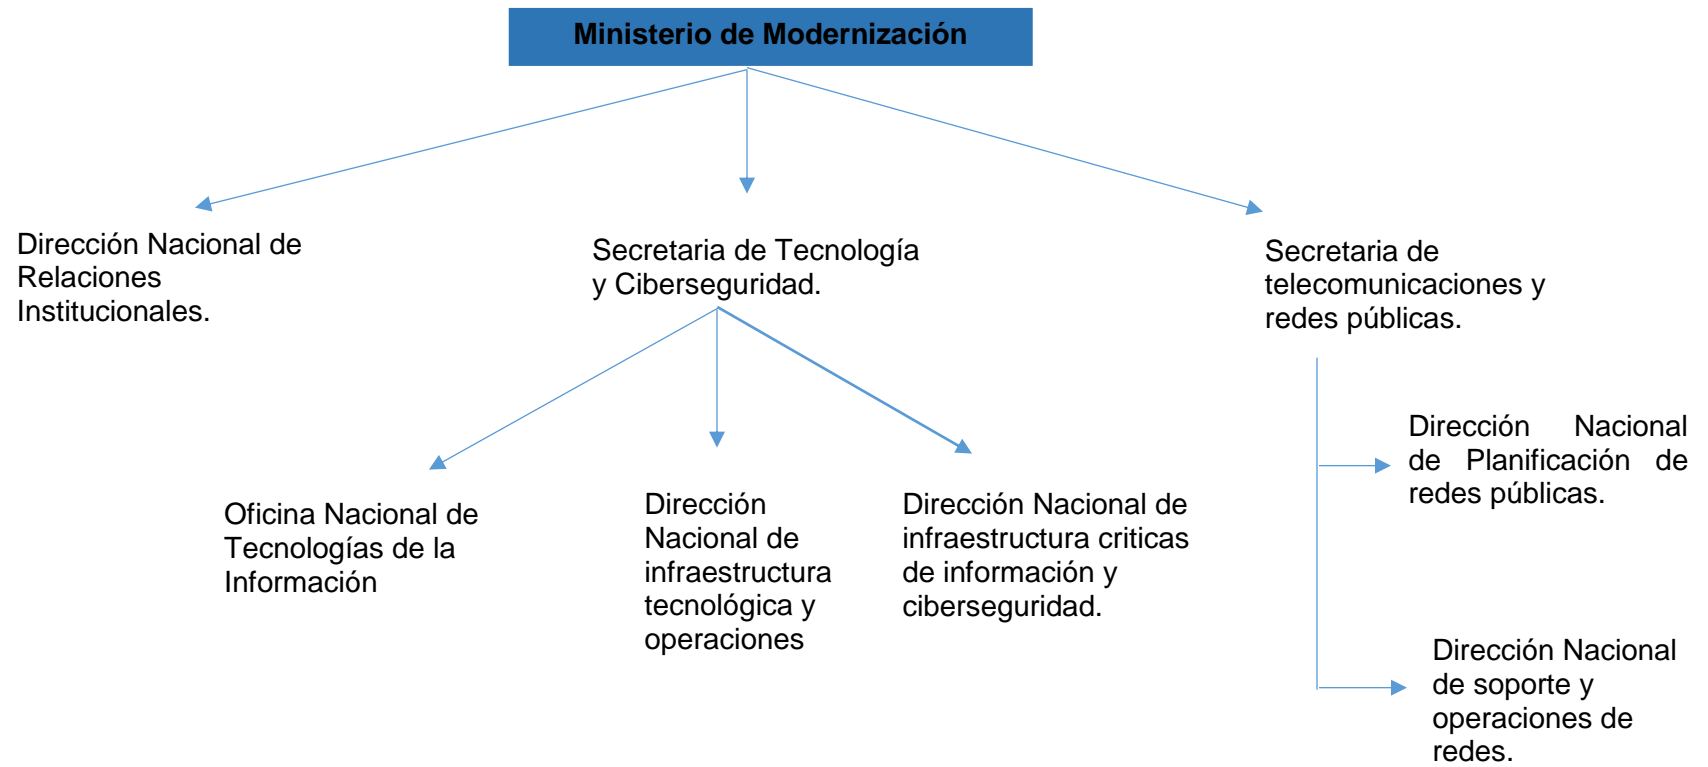 Ministerio de Modernización
Dirección Nacional de
Relaciones
Institucionales.
Secretaria de Tecnología
y Ciberseguridad.
Secretaria de
telecomunicaciones y
redes públicas.
Oficina Nacional de
Tecnologías de la
Información
Dirección
Nacional de
infraestructura
tecnológica y
operaciones
Dirección Nacional de
infraestructura criticas
de información y
ciberseguridad.
Dirección Nacional
de Planificación de
redes públicas.
Dirección Nacional
de soporte y
operaciones de
redes.